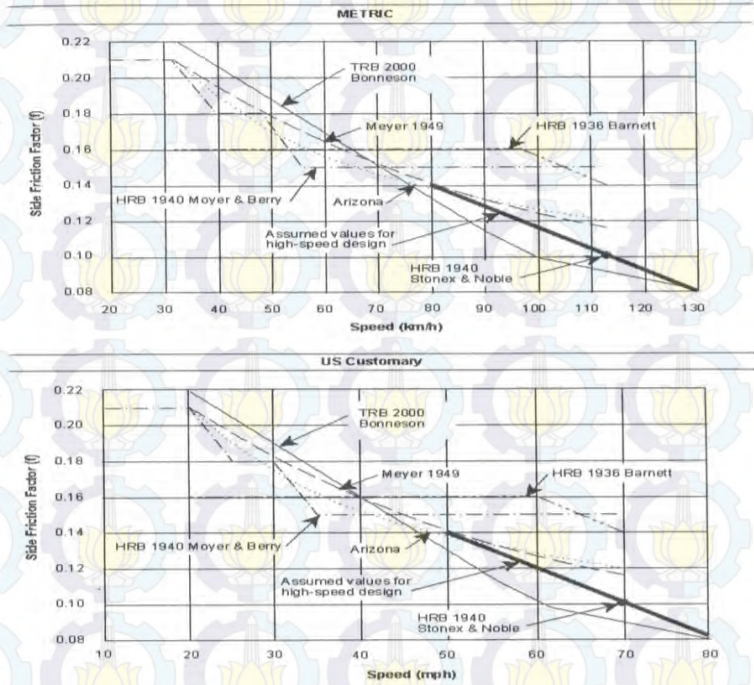 METRIC
0.22
0.20
0.18
0.16
0.14
0.12
0.10
0.08
Side Friction Factor (f)
TRB 2000
Bonneson
Meyer 1949
HRB 1936 Barnett
HRB 1940 Moyer & Berry
Arizona
Assumed values for
high-speed design
HRB 1940
Stonex & Noble
20 30 40 50 60 70 80 90 100 110 120 130
Speed (km/h)
US Customary
0.22
0.20
0.18
0.16
0.14
0.12
0.10
0.08
Side Friction Factor (f)
TRB 2000
Bonneson
Meyer 1949
HRB 1936 Barnett
HRB 1940 Moyer & Berry
Arizona
Assumed values for
high-speed design
HRB 1940
Stonex & Noble
10 20 30 40 50 60 70 80
Speed (mph)